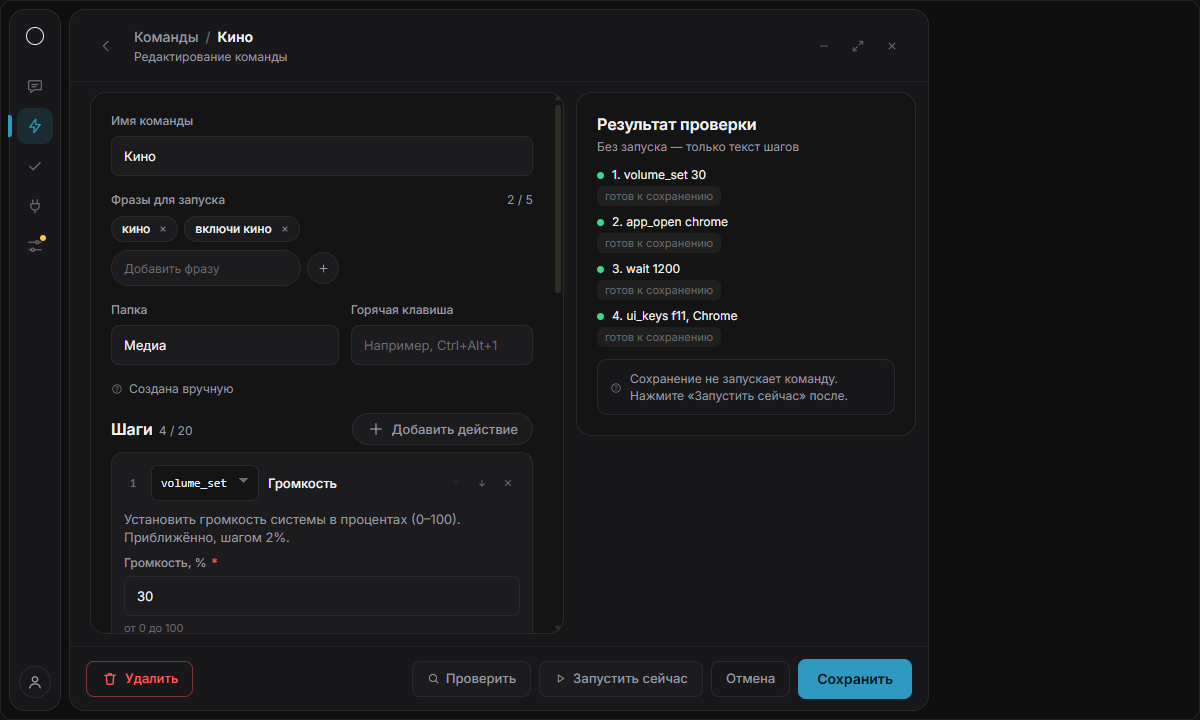 Команды / Кино
Редактирование команды
Имя команды
Кино
Фразы для запуска 2 / 5
кино × включи кино ×
Добавить фразу +
Папка Горячая клавиша
Медиа Например, Ctrl+Alt+1
Создана вручную
Шаги 4 / 20 + Добавить действие
1 volume_set Громкость
Установить громкость системы в процентах (0–100).
Приближённо, шагом 2%.
Громкость, % *
30
от 0 до 100
Результат проверки
Без запуска — только текст шагов
1. volume_set 30
готов к сохранению
2. app_open chrome
готов к сохранению
3. wait 1200
готов к сохранению
4. ui_keys f11, Chrome
готов к сохранению
Сохранение не запускает команду.
Нажмите «Запустить сейчас» после.
Удалить Проверить Запустить сейчас Отмена Сохранить